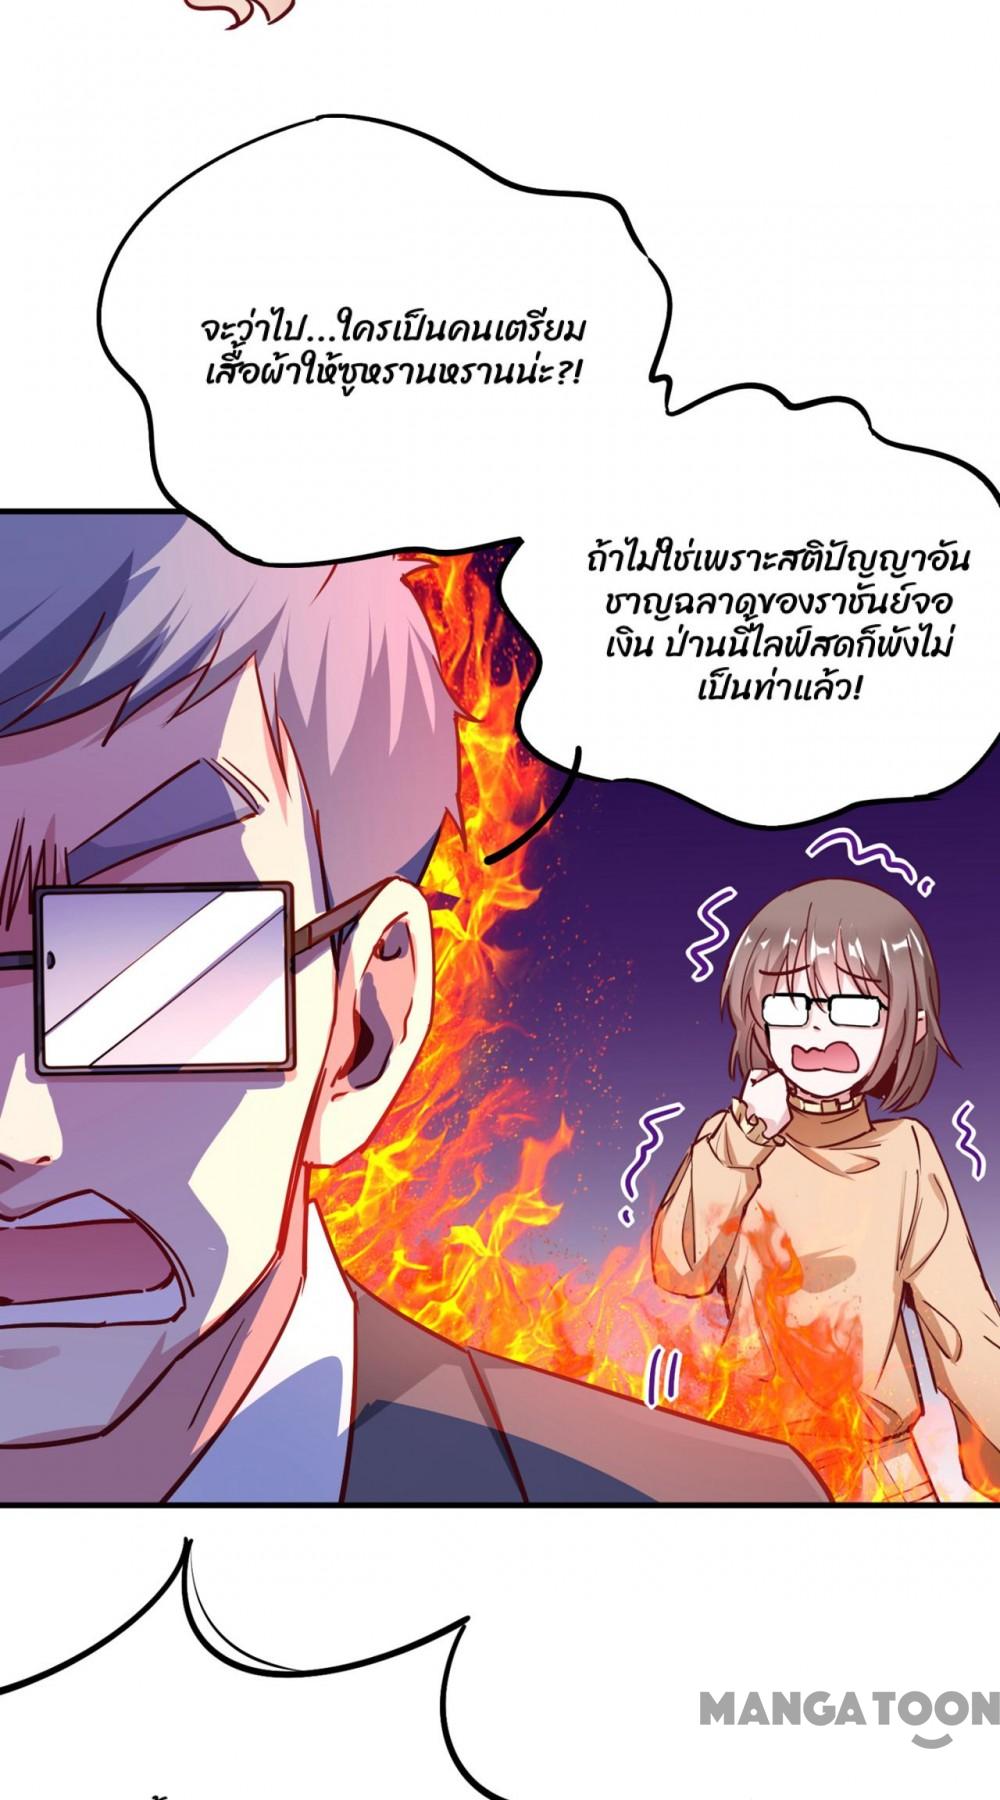 จะว่าไป...ใครเป็นคนเตรียม
เสื้อผ้าให้ซูหรานหรานน่ะ?!
ถ้าไม่ใช่เพราะสติปัญญาอัน
ชาญฉลาดของราชันย์จอ
เงิน ป่านนี้ไลฟ์สดก็พังไม่
เป็นท่าแล้ว!
MANGATOON